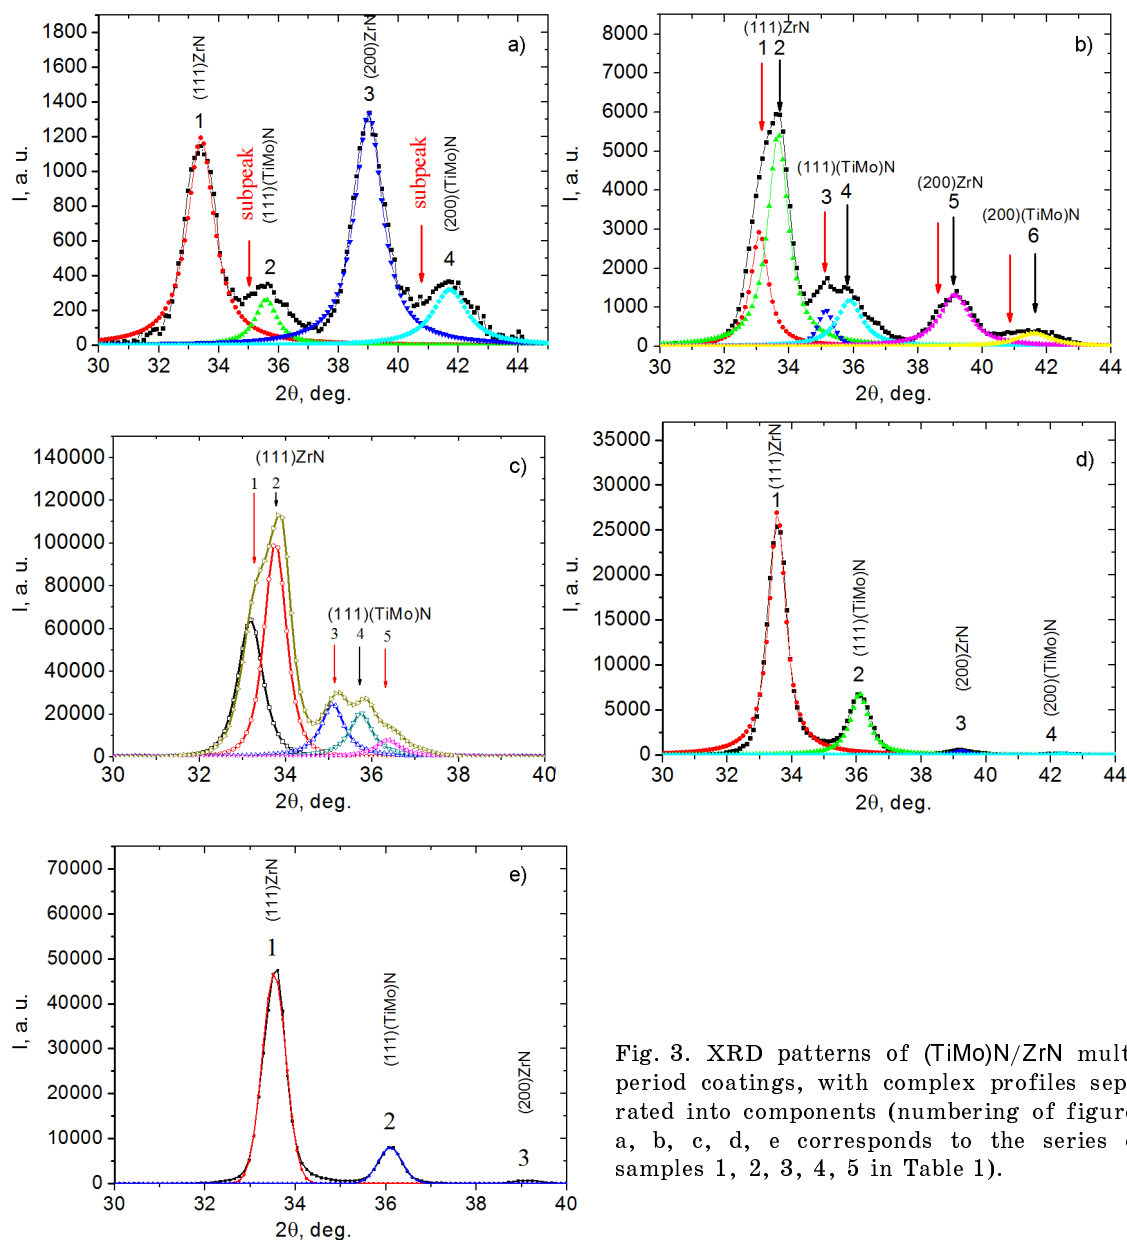 a)
I, a. u.
1800
1600
1400
1200
1000
800
600
400
200
0
30 32 34 36 38 40 42 44
2θ, deg.
1
(111)ZrN
subpeak
(111)(TiMo)N
2
3
(200)ZrN
subpeak
(200)(TiMo)N
4
b)
I, a. u.
8000
7000
6000
5000
4000
3000
2000
1000
0
30 32 34 36 38 40 42 44
2θ, deg.
(111)ZrN
1 2
(111)(TiMo)N
3 4
(200)ZrN
5
(200)(TiMo)N
6
c)
I, a. u.
140000
120000
100000
80000
60000
40000
20000
0
30 32 34 36 38 40
2θ, deg.
(111)ZrN
1 2
(111)(TiMo)N
3 4 5
d)
I, a. u.
35000
30000
25000
20000
15000
10000
5000
0
30 32 34 36 38 40 42 44
2θ, deg.
1
(111)ZrN
2
(111)(TiMo)N
3
(200)ZrN
4
(200)(TiMo)N
e)
I, a. u.
70000
60000
50000
40000
30000
20000
10000
0
30 32 34 36 38 40
2θ, deg.
1
(111)ZrN
2
(111)(TiMo)N
3
(200)ZrN
Fig. 3. XRD patterns of (TiMo)N/ZrN mult
period coatings, with complex profiles sep
rated into components (numbering of figure
a, b, c, d, e corresponds to the series
samples 1, 2, 3, 4, 5 in Table 1).